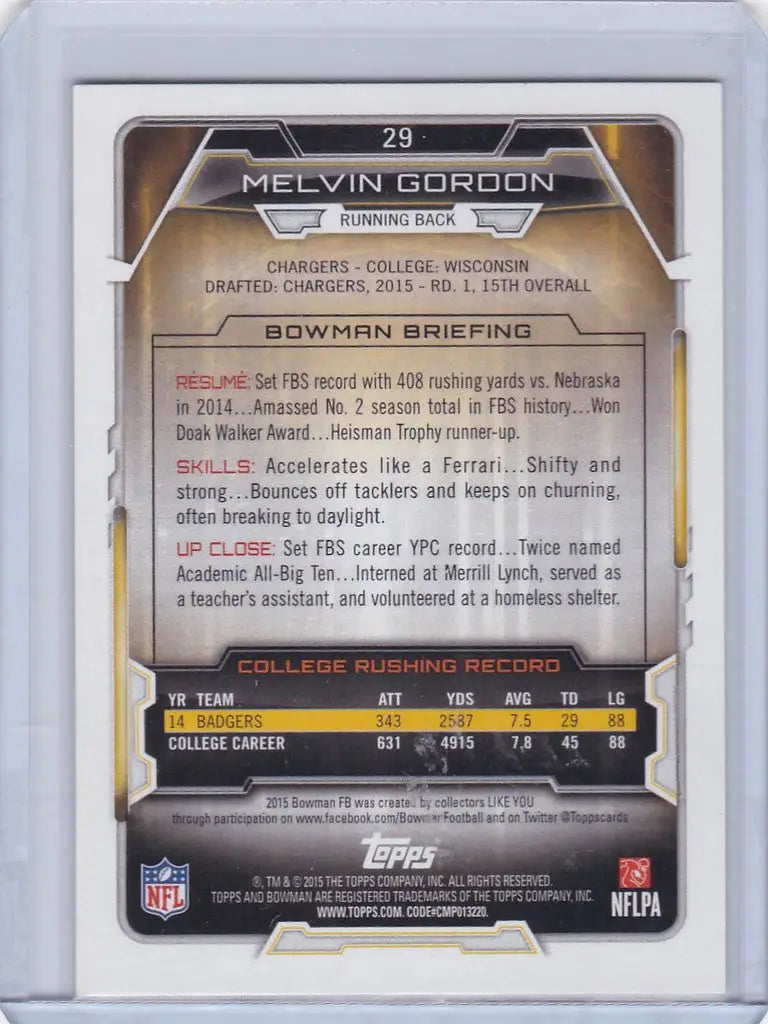 29
MELVIN GORDON
RUNNING BACK
CHARGERS - COLLEGE: WISCONSIN
DRAFTED: CHARGERS, 2015 - RD. 1, 15TH OVERALL
BOWMAN BRIEFING
RÉSUMÉ: Set FBS record with 408 rushing yards vs. Nebraska
in 2014...Amassed No. 2 season total in FBS history...Won
Doak Walker Award...Heisman Trophy runner-up.
SKILLS: Accelerates like a Ferrari...Shifty and
strong...Bounces off tacklers and keeps on churning,
often breaking to daylight.
UP CLOSE: Set FBS career YPC record...Twice named
Academic All-Big Ten...Interned at Merrill Lynch, served as
a teacher's assistant, and volunteered at a homeless shelter.
COLLEGE RUSHING RECORD
YR TEAM ATT YDS AVG TD LG
14 BADGERS 343 2587 7.5 29 88
COLLEGE CAREER 631 4915 7.8 45 88
2015 Bowman FB was created by collectors LIKE YOU
through participation on www.facebook.com/BowmanFootball and on Twitter @Toppscards
Topps
®, TM & © 2015 THE TOPPS COMPANY, INC. ALL RIGHTS RESERVED.
TOPPS AND BOWMAN ARE REGISTERED TRADEMARKS OF THE TOPPS COMPANY, INC.
WWW.TOPPS.COM. CODE#CMP013220.
NFL
NFLPA